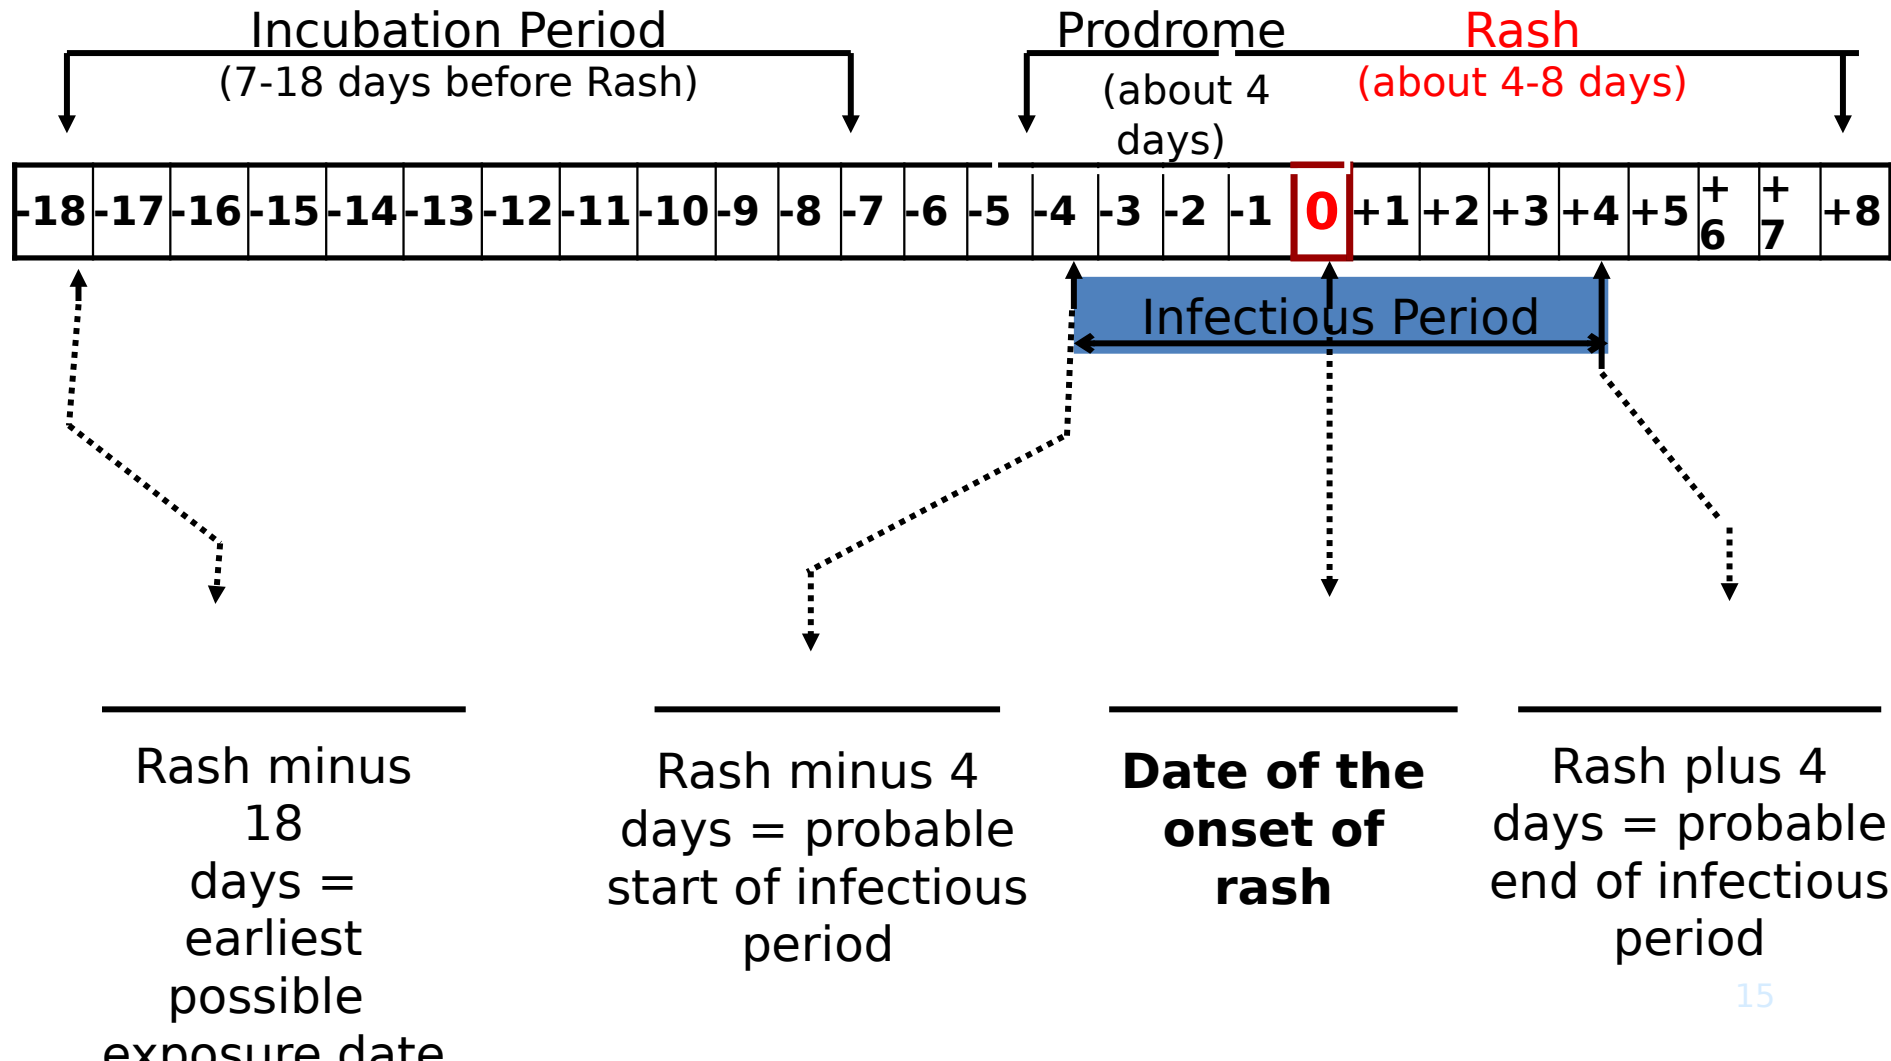 Incubation Period
(7-18 days before Rash)
Prodrome
(about 4
days)
Rash
(about 4-8 days)
-18 -17 -16 -15 -14 -13 -12 -11 -10 -9 -8 -7 -6 -5 -4 -3 -2 -1 0 +1 +2 +3 +4 +5 +6 +7 +8
Infectious Period
Rash minus
18
days =
earliest
possible
exposure date
Rash minus 4
days = probable
start of infectious
period
Date of the
onset of
rash
Rash plus 4
days = probable
end of infectious
period
15